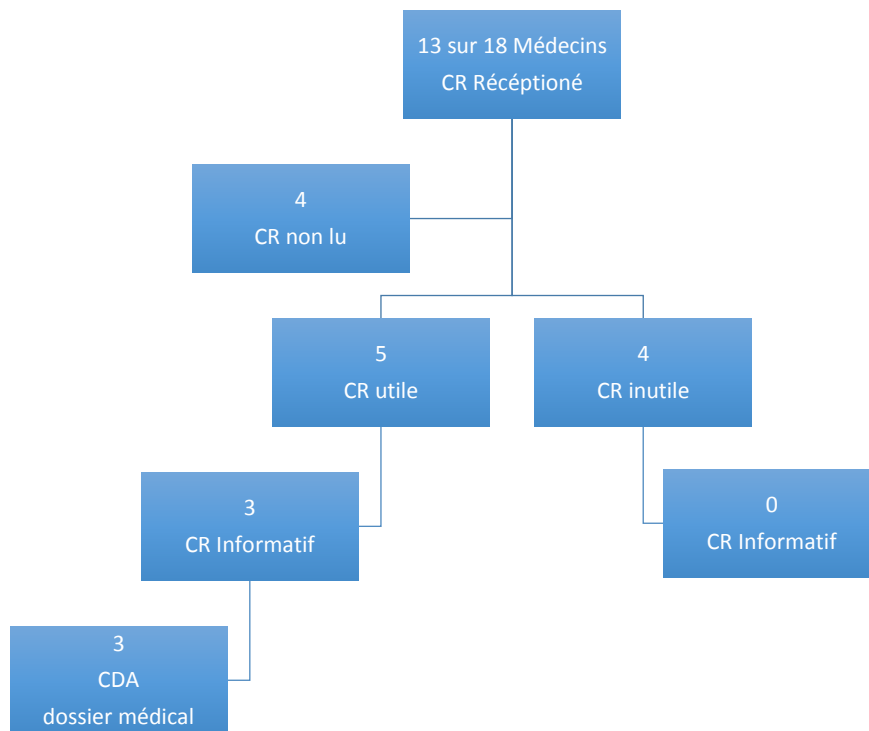 13 sur 18 Médecins
CR Récéptioné
4
CR non lu
5
CR utile
4
CR inutile
3
CR Informatif
0
CR Informatif
3
CDA
dossier médical